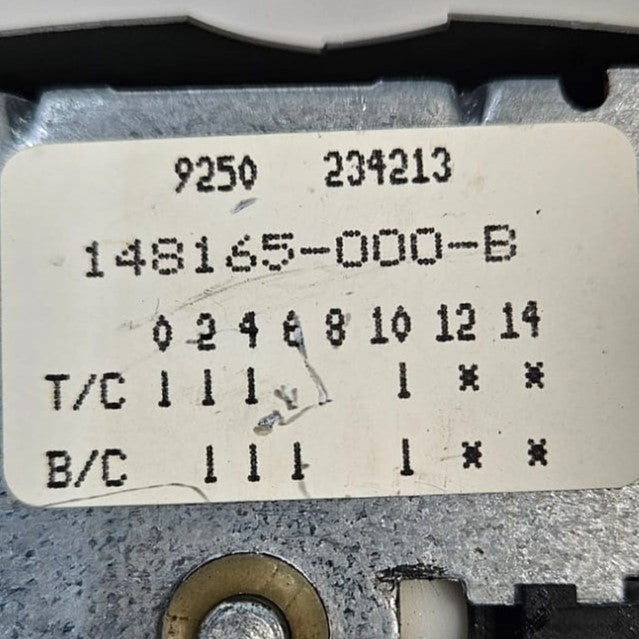 9250 234213
148165-000-B
0 2 4 6 8 10 12 14
T/C 1 1 1 1 * *
B/C 1 1 1 1 * *